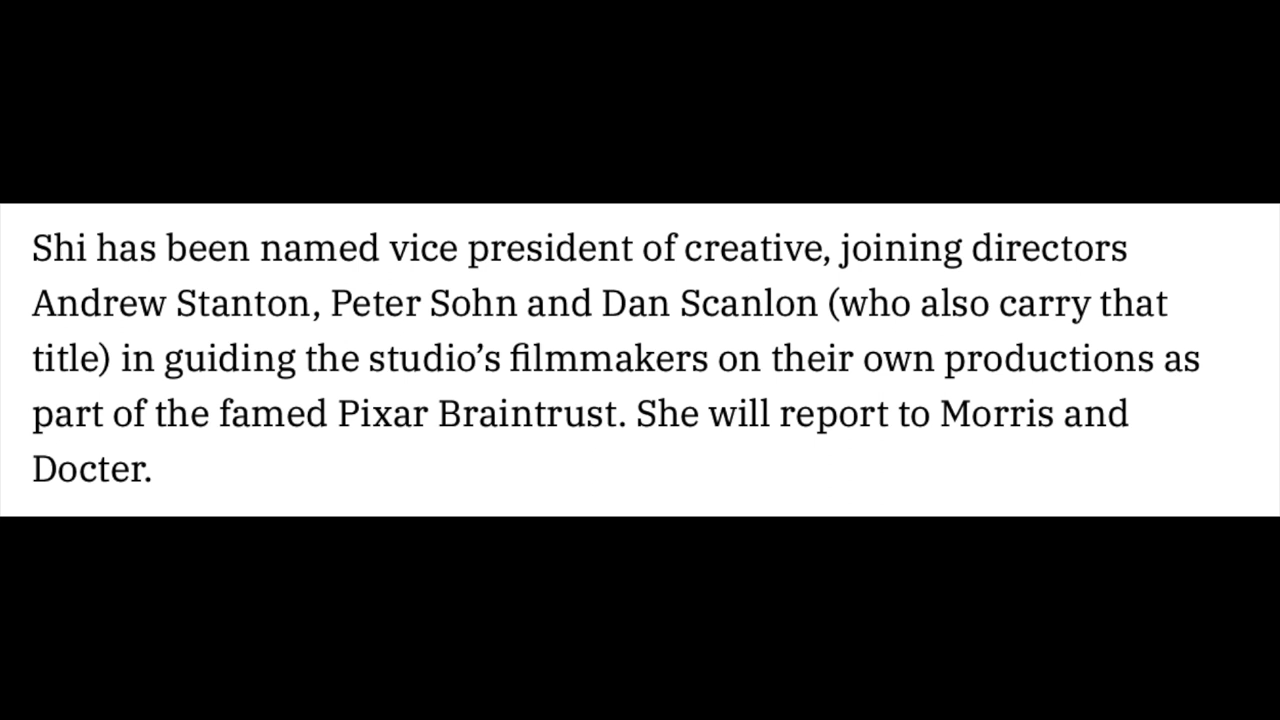 Shi has been named vice president of creative, joining directors
Andrew Stanton, Peter Sohn and Dan Scanlon (who also carry that
title) in guiding the studio’s filmmakers on their own productions as
part of the famed Pixar Braintrust. She will report to Morris and
Docter.